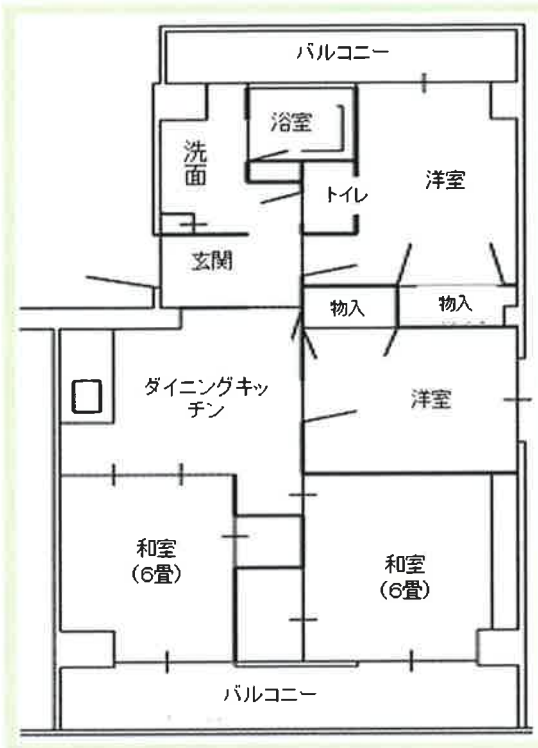 バルコニー
浴室
洗面
トイレ
洋室
玄関
物入
物入
ダイニングキッ
チン
洋室
和室
(6畳)
和室
(6畳)
バルコニー